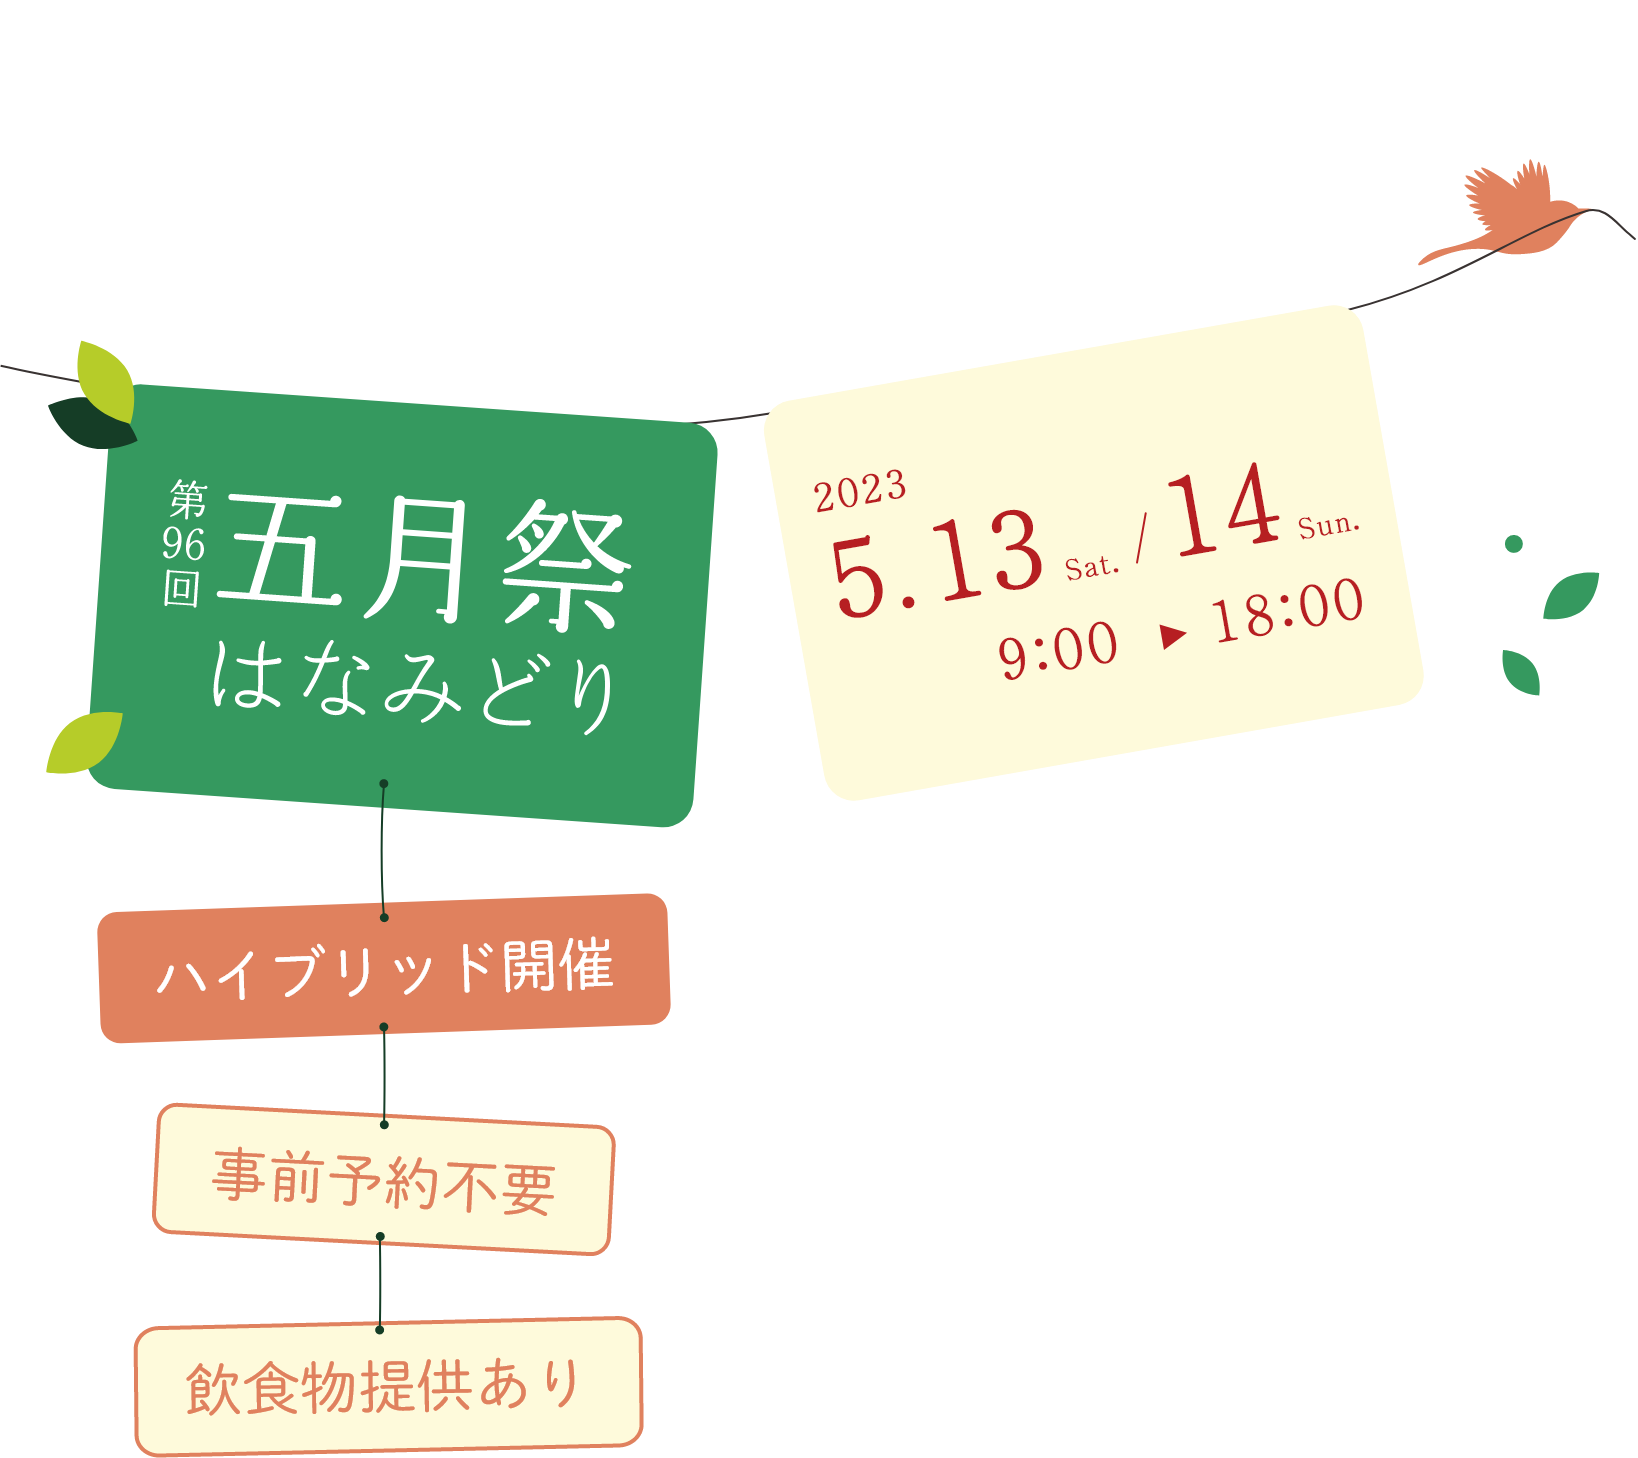 第96回
五月祭
はなみどり
2023
5.13 Sat. / 14 Sun.
9:00 ▶ 18:00
ハイブリッド開催
事前予約不要
飲食物提供あり